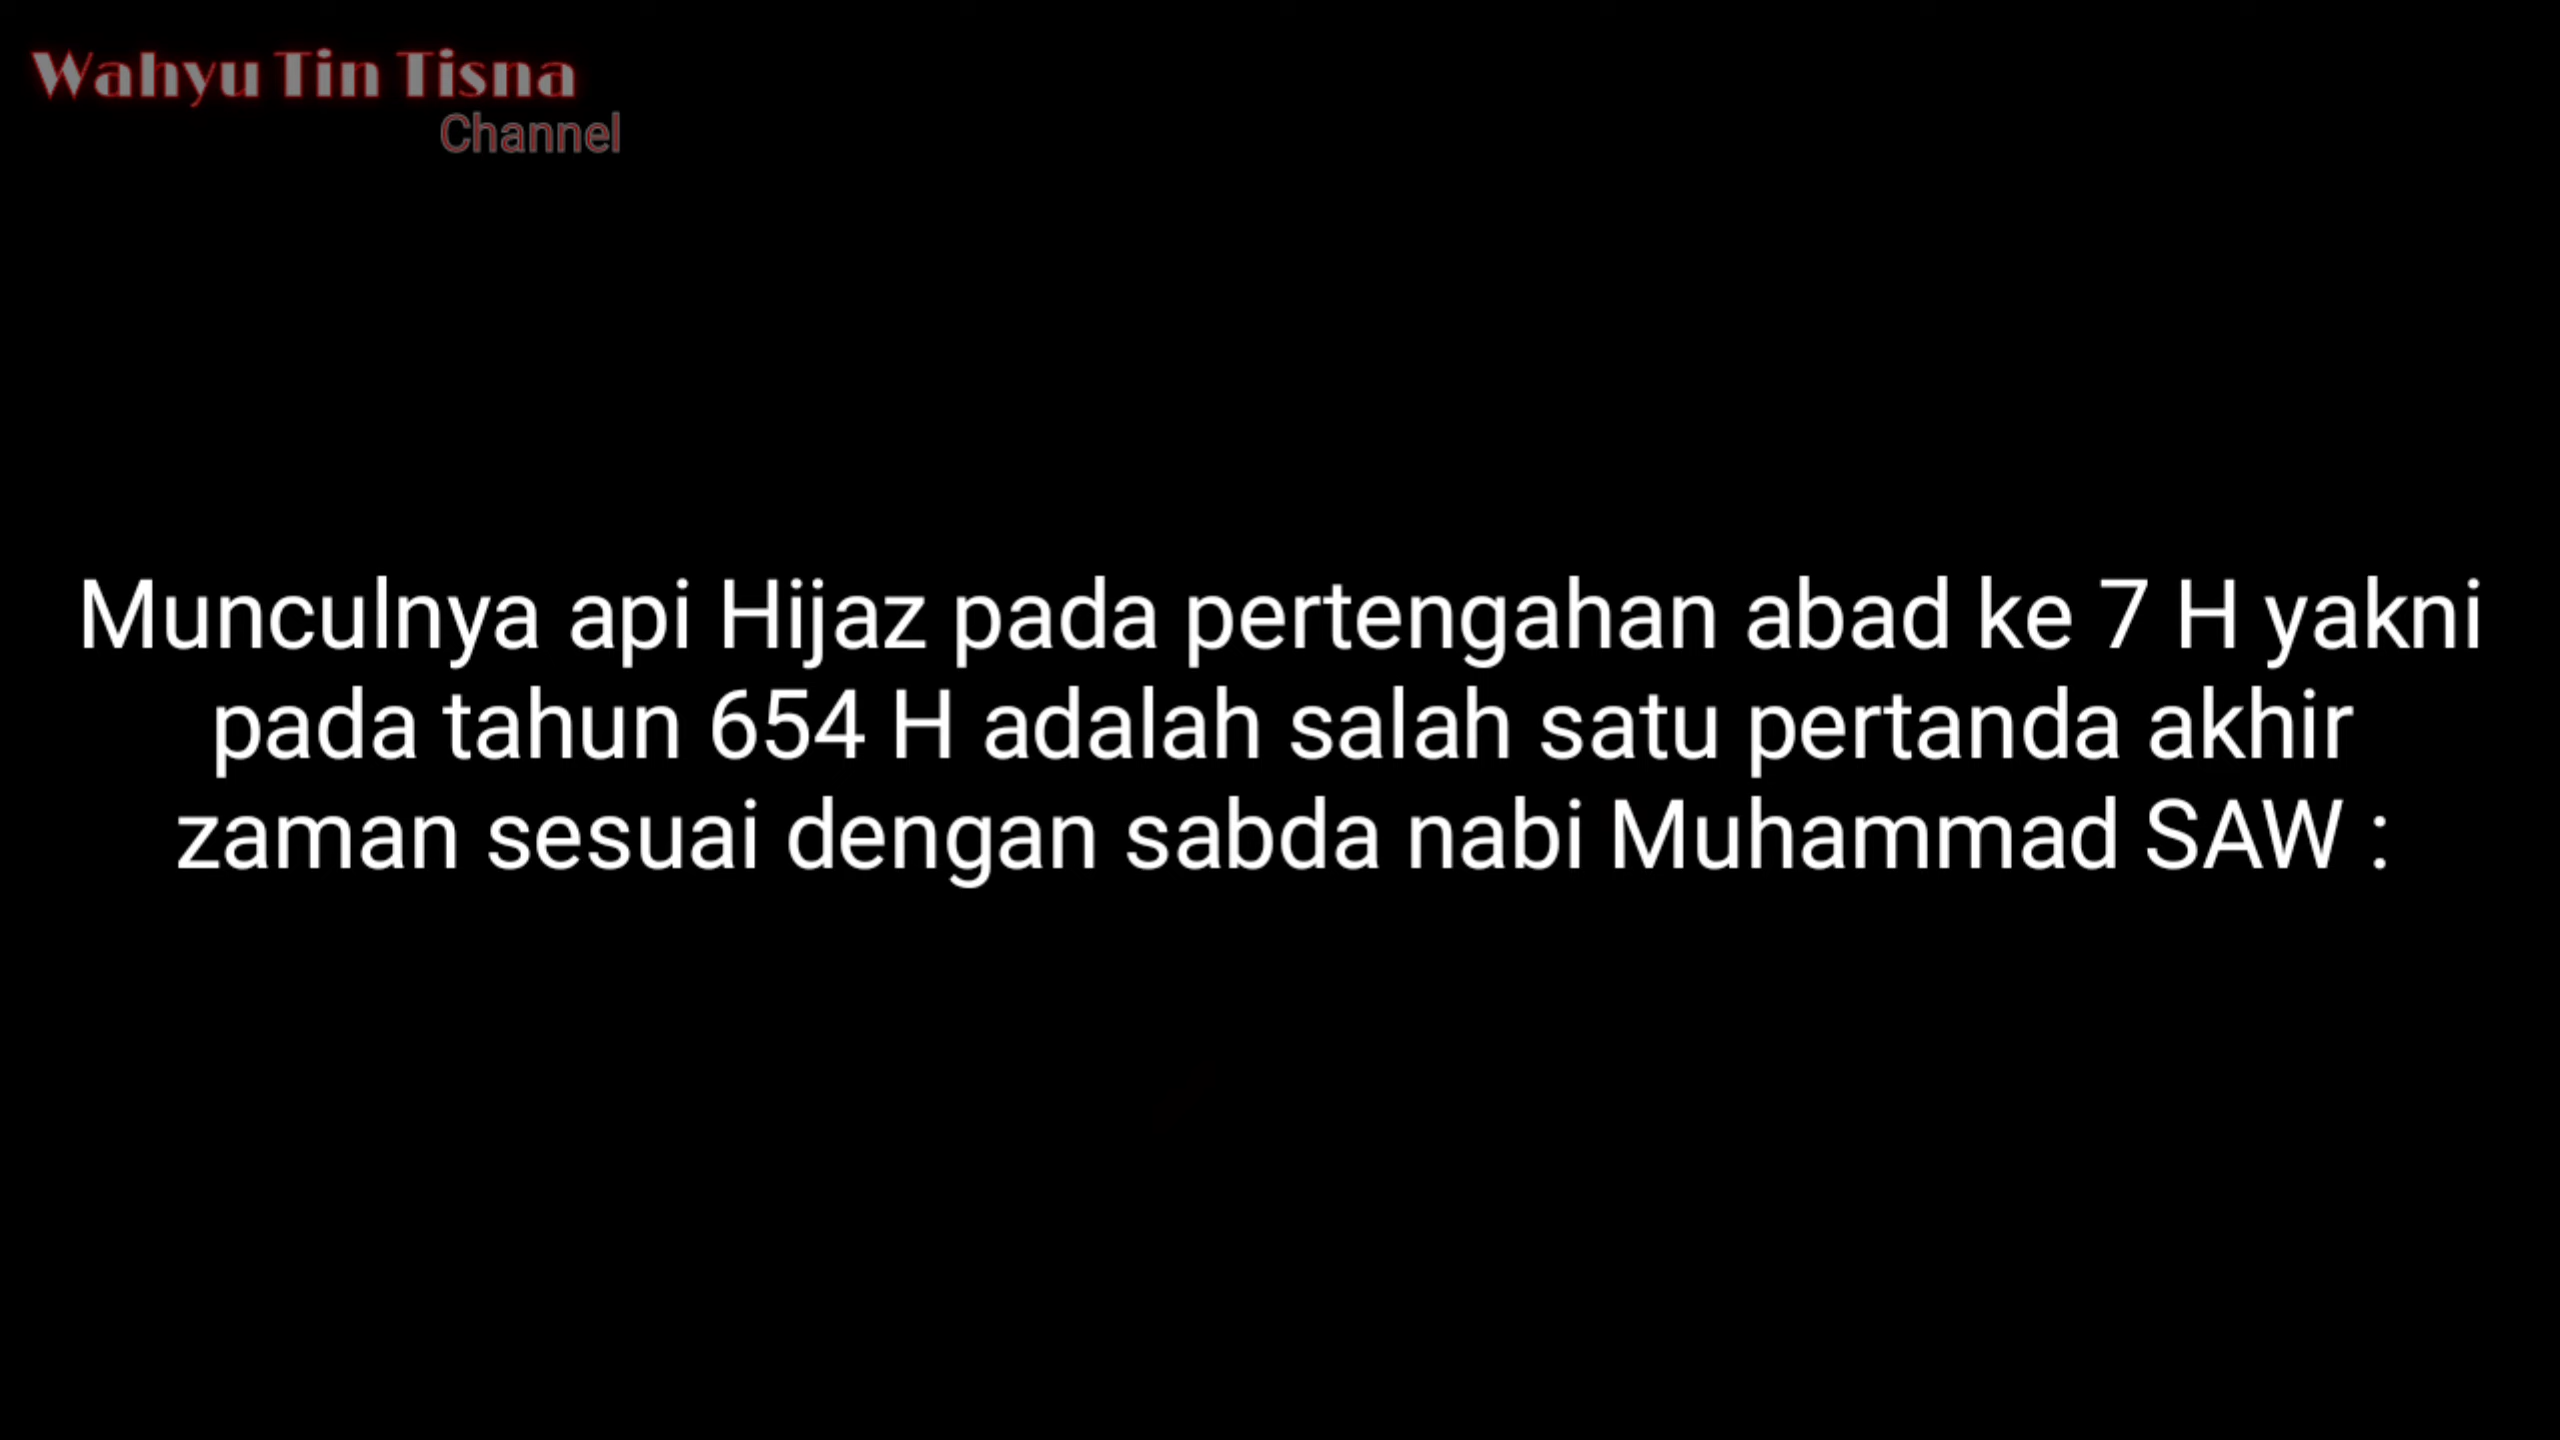 Wahyu Tin Tisna
Channel
Munculnya api Hijaz pada pertengahan abad ke 7 H yakni
pada tahun 654 H adalah salah satu pertanda akhir
zaman sesuai dengan sabda nabi Muhammad SAW :